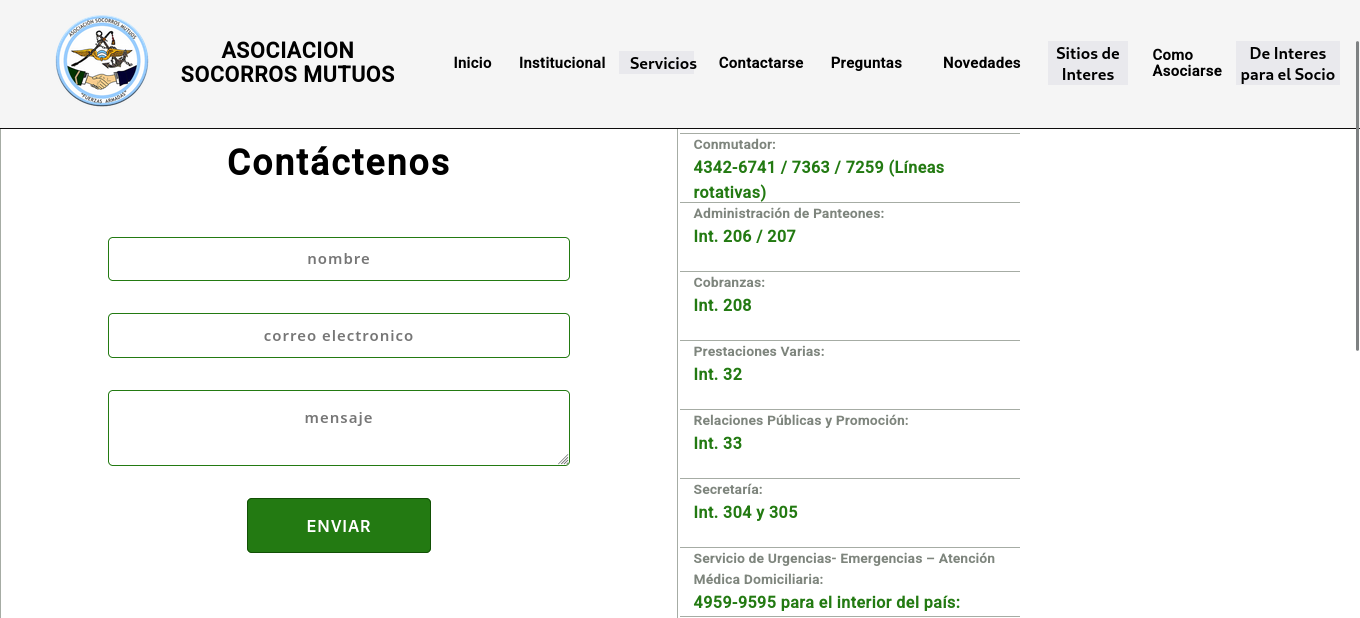 ASOCIACIÓN SOCORROS MUTUOS
"FUERZAS ARMADAS"
ASOCIACION
SOCORROS MUTUOS
Inicio
Institucional
Servicios
Contactarse
Preguntas
Novedades
Sitios de
Interes
Como
Asociarse
De Interes
para el Socio
Contáctenos
nombre
correo electronico
mensaje
ENVIAR
Conmutador:
4342-6741 / 7363 / 7259 (Líneas
rotativas)
Administración de Panteones:
Int. 206 / 207
Cobranzas:
Int. 208
Prestaciones Varias:
Int. 32
Relaciones Públicas y Promoción:
Int. 33
Secretaría:
Int. 304 y 305
Servicio de Urgencias- Emergencias – Atención
Médica Domiciliaria:
4959-9595 para el interior del país: